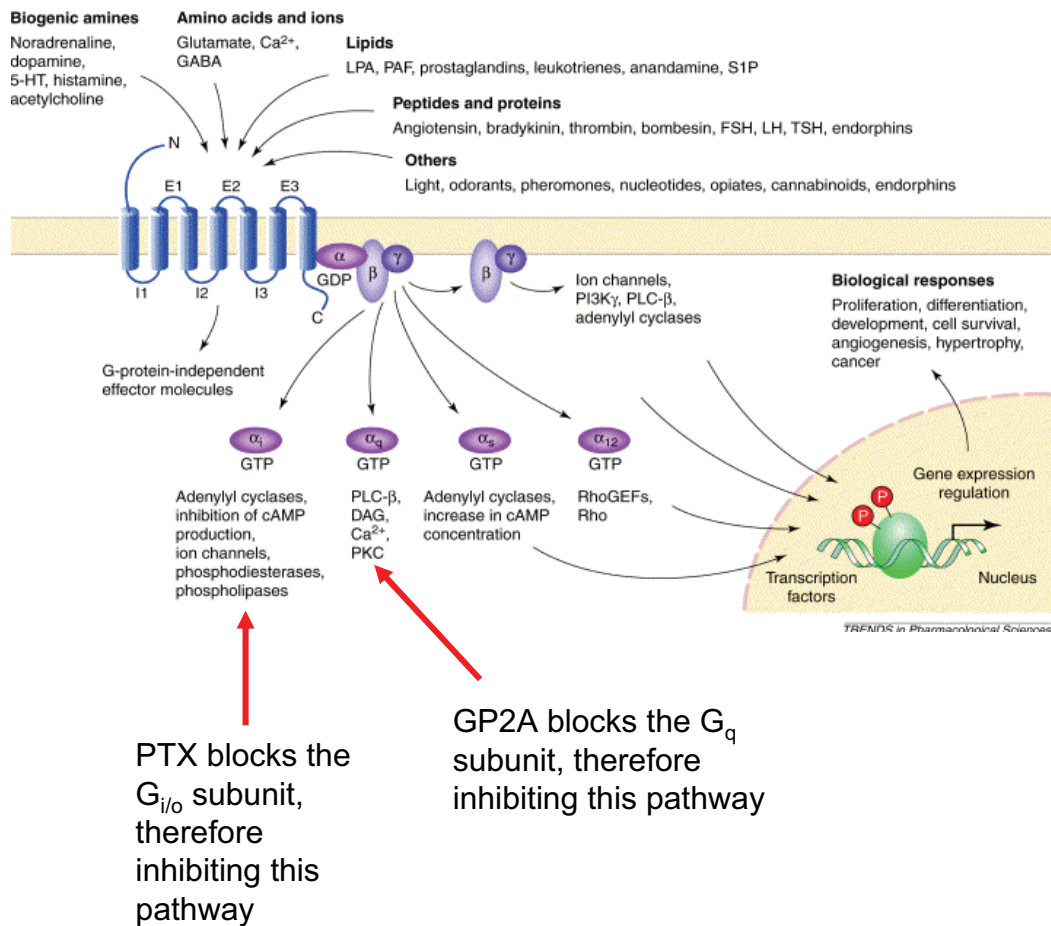 Biogenic amines
Noradrenaline,
dopamine,
5-HT, histamine,
acetylcholine
Amino acids and ions
Glutamate, Ca²⁺,
GABA
Lipids
LPA, PAF, prostaglandins, leukotrienes, anandamine, S1P
Peptides and proteins
Angiotensin, bradykinin, thrombin, bombesin, FSH, LH, TSH, endorphins
Others
Light, odorants, pheromones, nucleotides, opiates, cannabinoids, endorphins
N
E1
E2
E3
α
GDP
β
γ
β
γ
I1
I2
I3
C
Ion channels,
PI3Kγ, PLC-β,
adenylyl cyclases
Biological responses
Proliferation, differentiation,
development, cell survival,
angiogenesis, hypertrophy,
cancer
G-protein-independent
effector molecules
αi
GTP
αq
GTP
αs
GTP
α12
GTP
Adenylyl cyclases,
inhibition of cAMP
production,
ion channels,
phosphodiesterases,
phospholipases
PLC-β,
DAG,
Ca²⁺,
PKC
Adenylyl cyclases,
increase in cAMP
concentration
RhoGEFs,
Rho
Gene expression
regulation
P
P
Transcription
factors
Nucleus
TRENDS in Pharmacological Sciences
PTX blocks the
Gi/o subunit,
therefore
inhibiting this
pathway
GP2A blocks the Gq
subunit, therefore
inhibiting this pathway